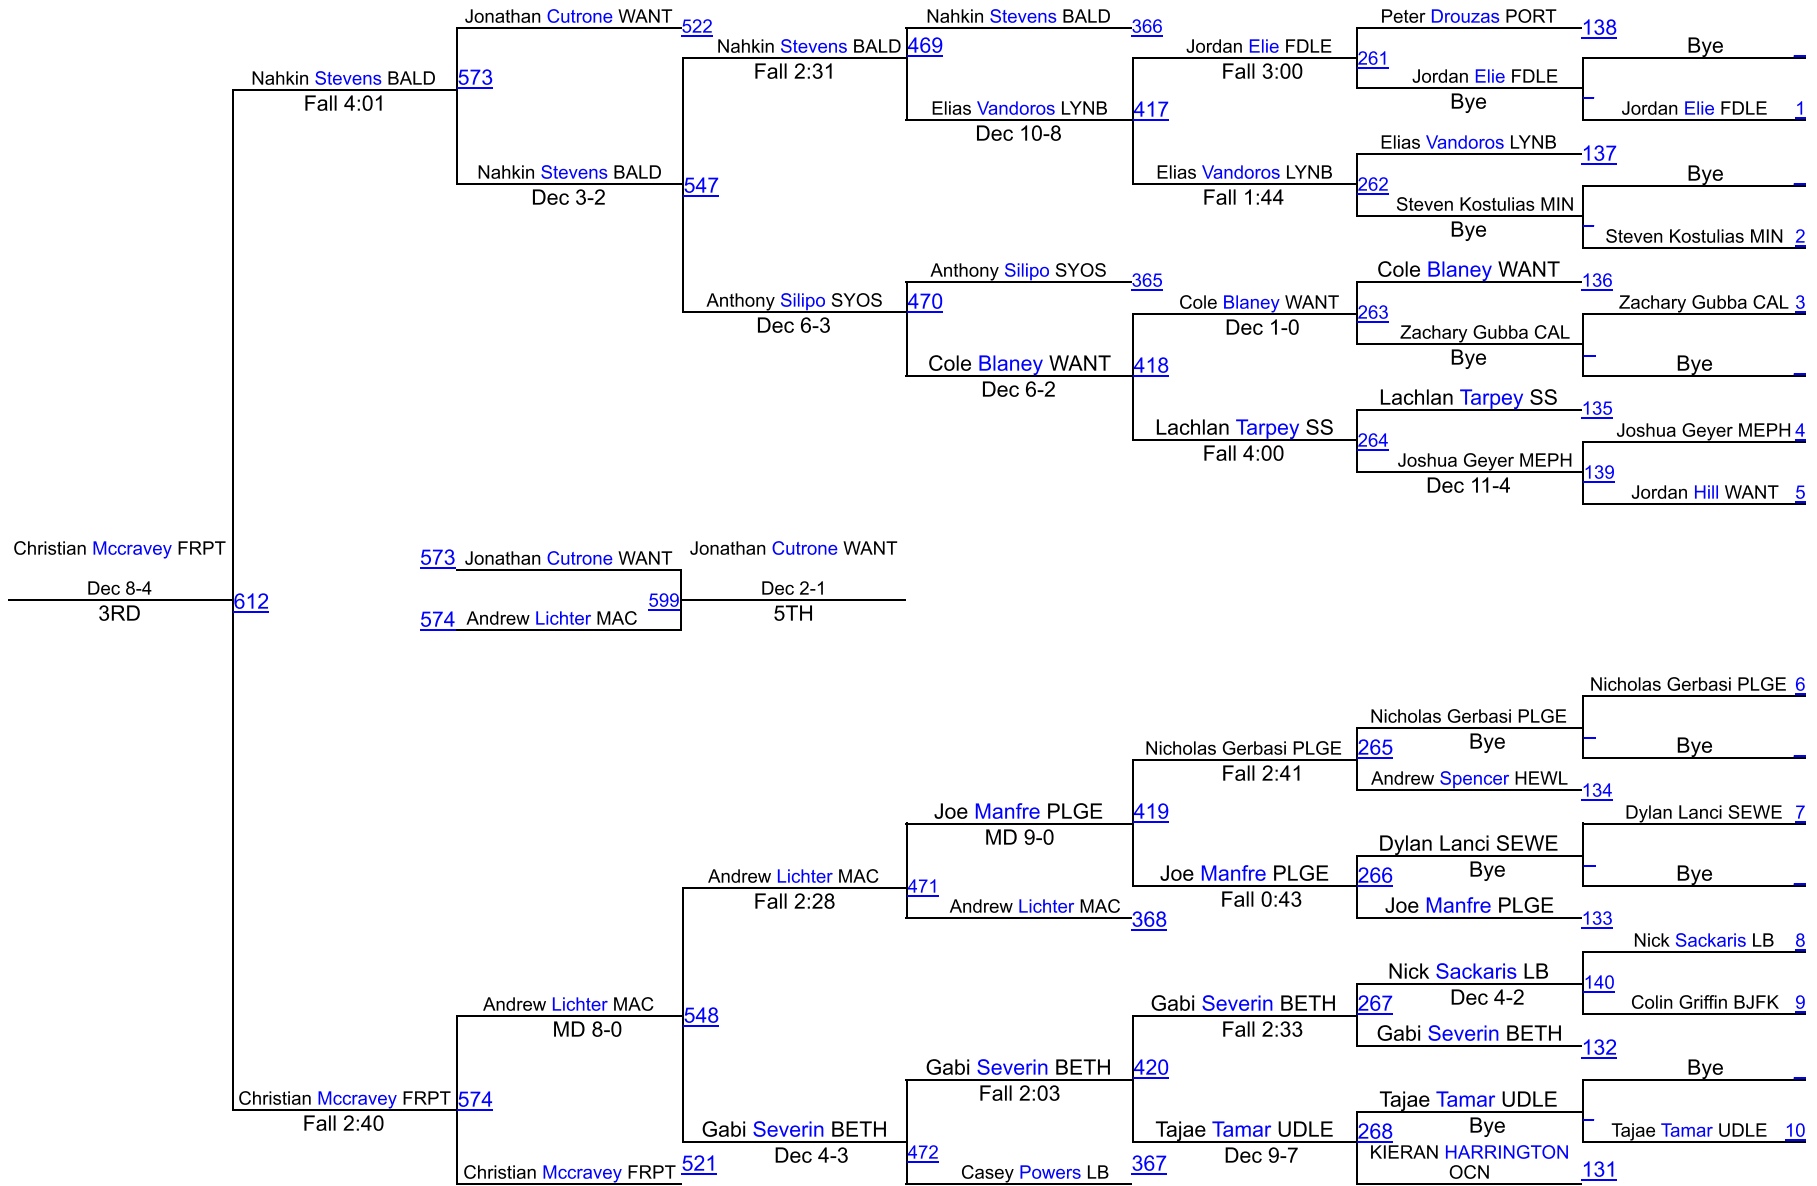 Jonathan Cutrone WANT
522
Nahkin Stevens BALD
366
Peter Drouzas PORT
138
Nahkin Stevens BALD
469
Fall 2:31
Jordan Elie FDLE
Fall 3:00
261
Bye
Nahkin Stevens BALD
573
Fall 4:01
Jordan Elie FDLE
Bye
Elias Vandoros LYNB
417
Dec 10-8
Jordan Elie FDLE 1
Elias Vandoros LYNB
137
Nahkin Stevens BALD
547
Dec 3-2
Elias Vandoros LYNB
262
Fall 1:44
Bye
Steven Kostulias MIN
Bye
Steven Kostulias MIN 2
Anthony Silipo SYOS
365
Cole Blaney WANT
136
Anthony Silipo SYOS
470
Dec 6-3
Cole Blaney WANT
263
Dec 1-0
Zachary Gubba CAL 3
Zachary Gubba CAL
Bye
Cole Blaney WANT
418
Dec 6-2
Bye
Lachlan Tarpey SS
135
Lachlan Tarpey SS
264
Fall 4:00
Joshua Geyer MEPH 4
Joshua Geyer MEPH
139
Dec 11-4
Jordan Hill WANT 5
Christian Mccravey FRPT
573
Jonathan Cutrone WANT
Jonathan Cutrone WANT
Dec 8-4
612
3RD
599
Dec 2-1
5TH
574
Andrew Lichter MAC
Nicholas Gerbasi PLGE 6
Nicholas Gerbasi PLGE
Bye
Nicholas Gerbasi PLGE
265
Fall 2:41
Bye
Andrew Spencer HEWL
134
Joe Manfre PLGE
419
MD 9-0
Dylan Lanci SEWE 7
Dylan Lanci SEWE
Bye
Andrew Lichter MAC
471
Fall 2:28
Joe Manfre PLGE
266
Fall 0:43
Bye
Andrew Lichter MAC
368
Joe Manfre PLGE
133
Nick Sackaris LB 8
Nick Sackaris LB
140
Dec 4-2
Andrew Lichter MAC
548
MD 8-0
Gabi Severin BETH
267
Fall 2:33
Colin Griffin BJFK 9
Gabi Severin BETH
132
Gabi Severin BETH
420
Fall 2:03
Bye
Christian Mccravey FRPT
574
Fall 2:40
Tajae Tamar UDLE
Bye
Gabi Severin BETH
472
Dec 4-3
Tajae Tamar UDLE
268
Dec 9-7
Tajae Tamar UDLE 10
Christian Mccravey FRPT
521
Casey Powers LB
367
KIERAN HARRINGTON
OCN
131